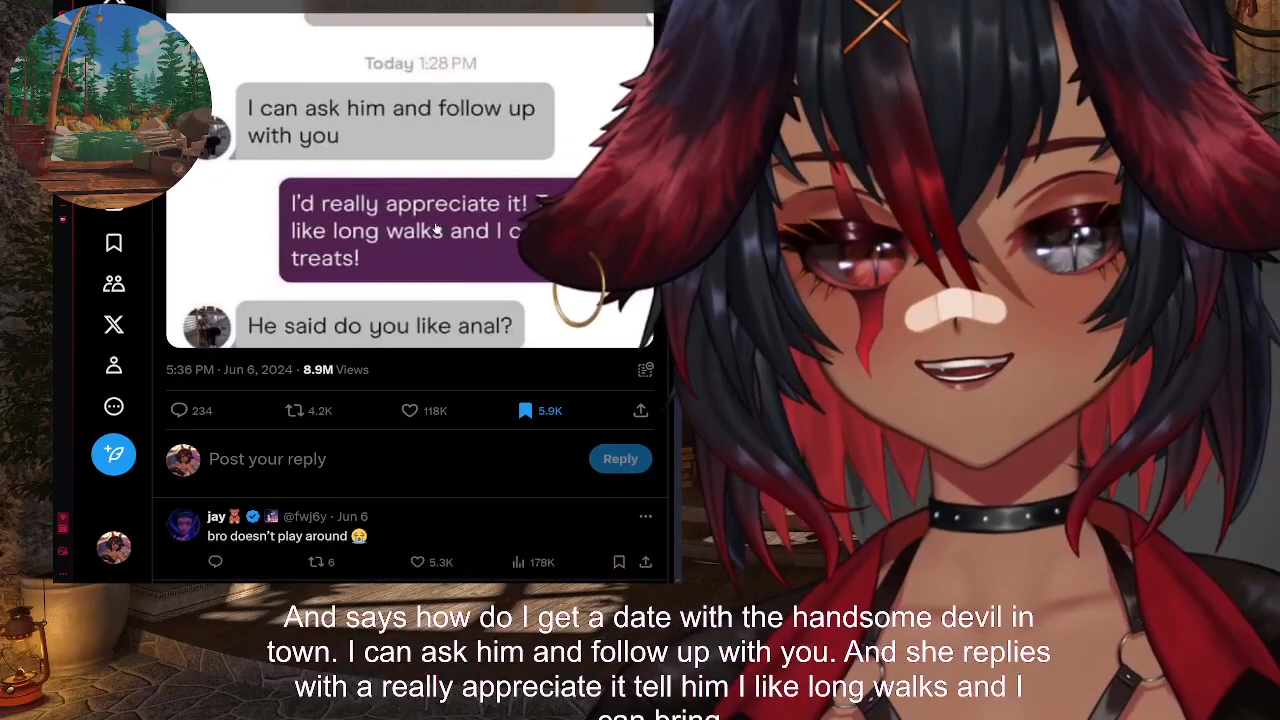 Today 1:28 PM
I can ask him and follow up
with you
I'd really appreciate it!
like long walks and I
treats!
He said do you like anal?
5:36 PM · Jun 6, 2024 · 8.9M Views
234 4.2K 118K 5.9K
Post your reply
Reply
jay @fwj6y · Jun 6
bro doesn't play around 😭
6 5.3K 178K
And says how do I get a date with the handsome devil in
town. I can ask him and follow up with you. And she replies
with a really appreciate it tell him I like long walks and I
can bring